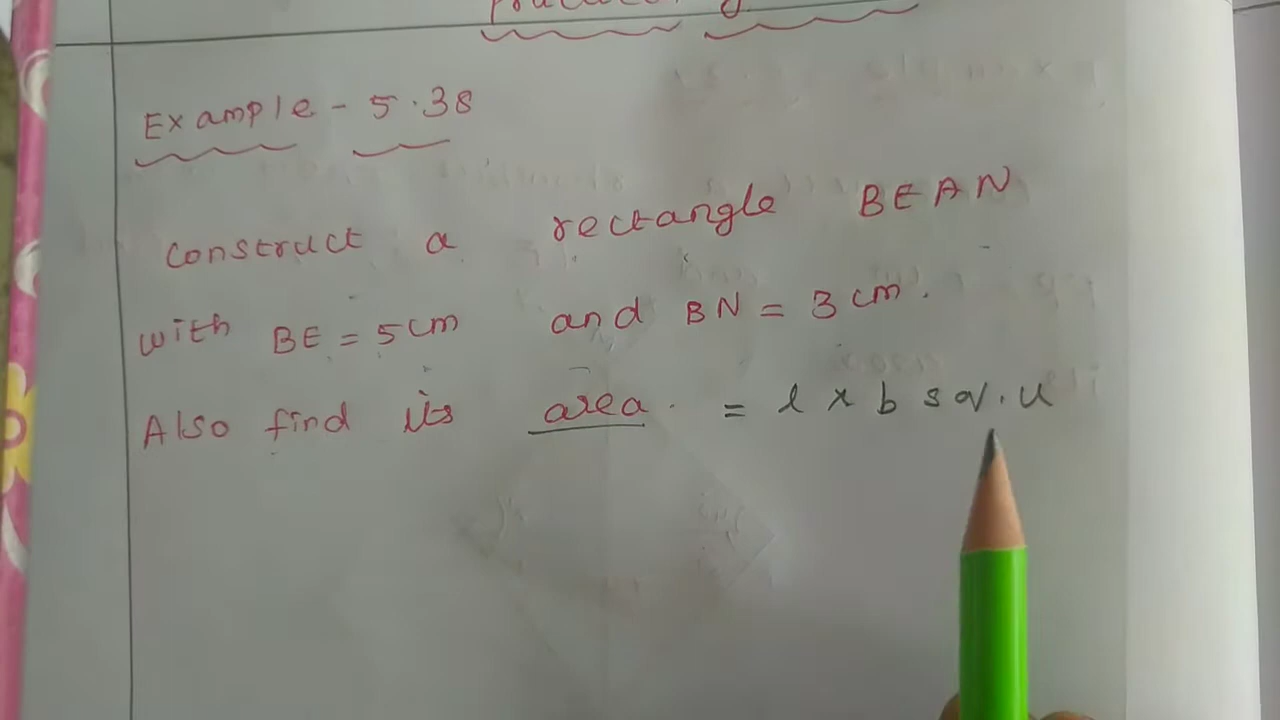 Example - 5.38
Construct a rectangle BEAN
with BE = 5cm and BN = 3cm.
Also find its area. = l x b sq.u